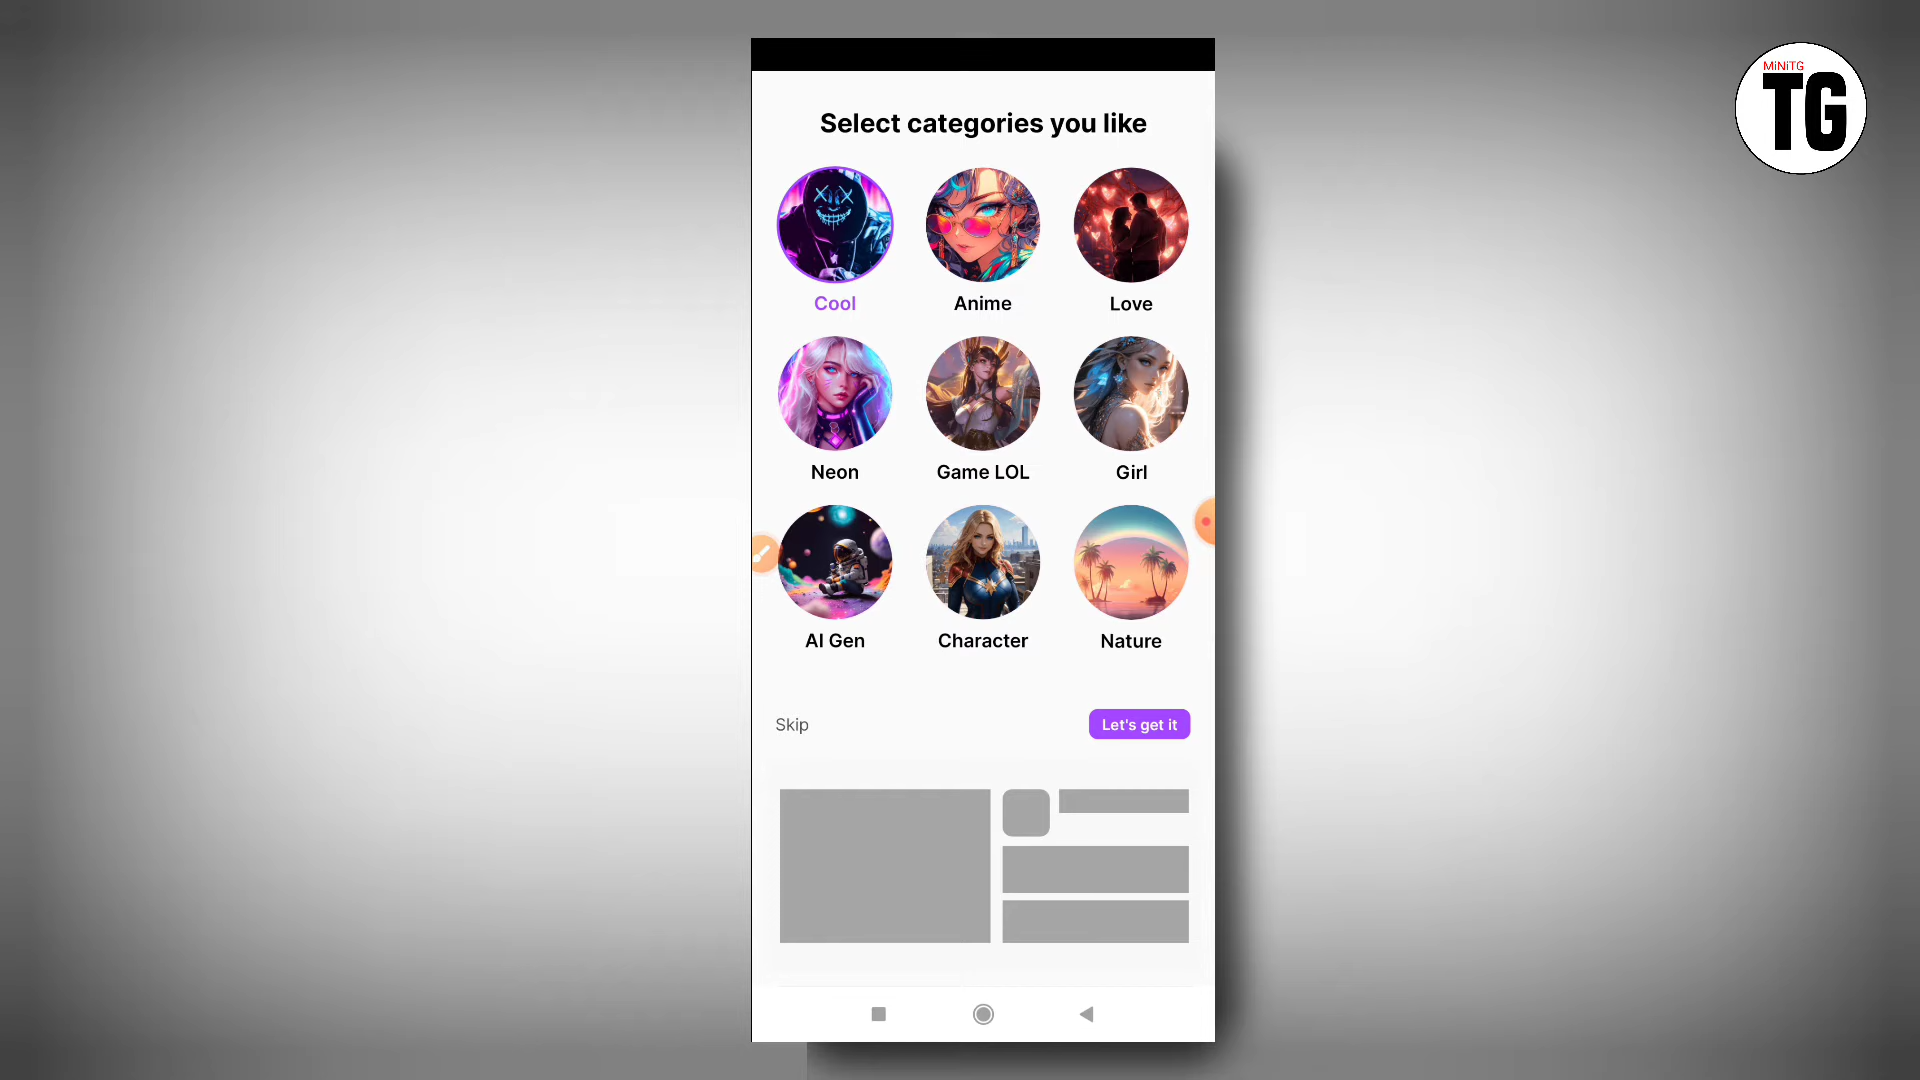 MiNiTG
TG
Select categories you like
Cool
Anime
Love
Neon
Game LOL
Girl
AI Gen
Character
Nature
Skip
Let's get it